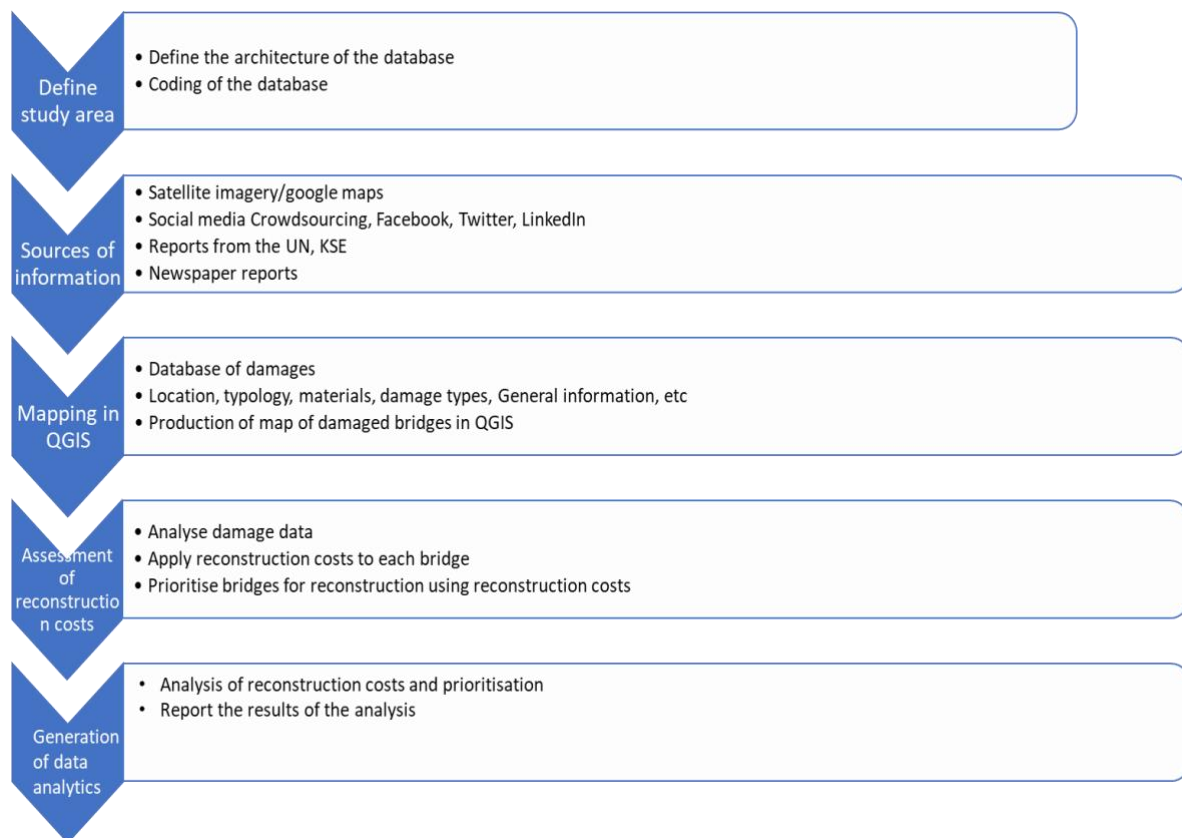 Define
study area
• Define the architecture of the database
• Coding of the database
Sources of
information
• Satellite imagery/google maps
• Social media Crowdsourcing, Facebook, Twitter, LinkedIn
• Reports from the UN, KSE
• Newspaper reports
Mapping in
QGIS
• Database of damages
• Location, typology, materials, damage types, General information, etc
• Production of map of damaged bridges in QGIS
Assessment
of
reconstructio
n costs
• Analyse damage data
• Apply reconstruction costs to each bridge
• Prioritise bridges for reconstruction using reconstruction costs
Generation
of data
analytics
• Analysis of reconstruction costs and prioritisation
• Report the results of the analysis